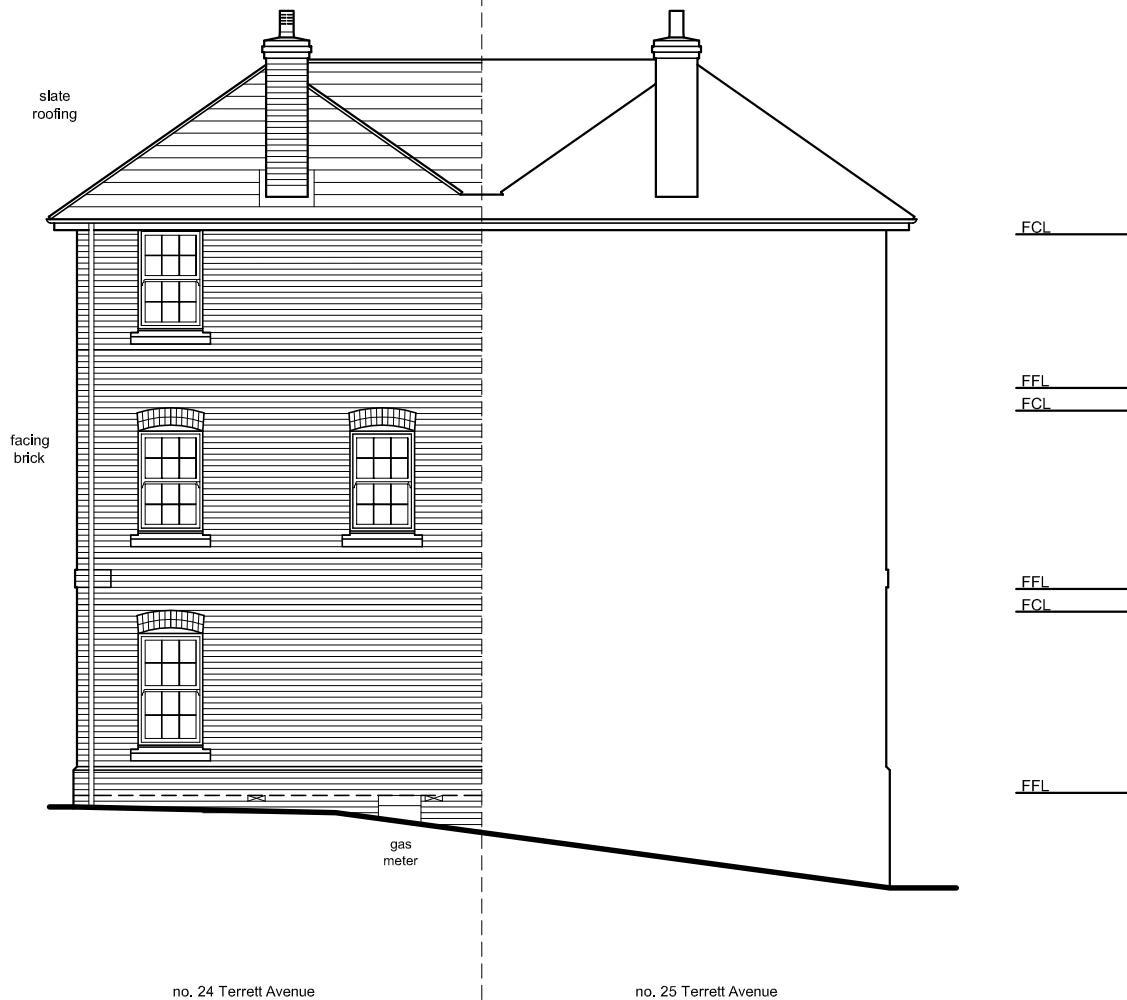 slate
roofing
FCL
FFL
FCL
facing
brick
FFL
FCL
FFL
gas
meter
no. 24 Terrett Avenue
no. 25 Terrett Avenue